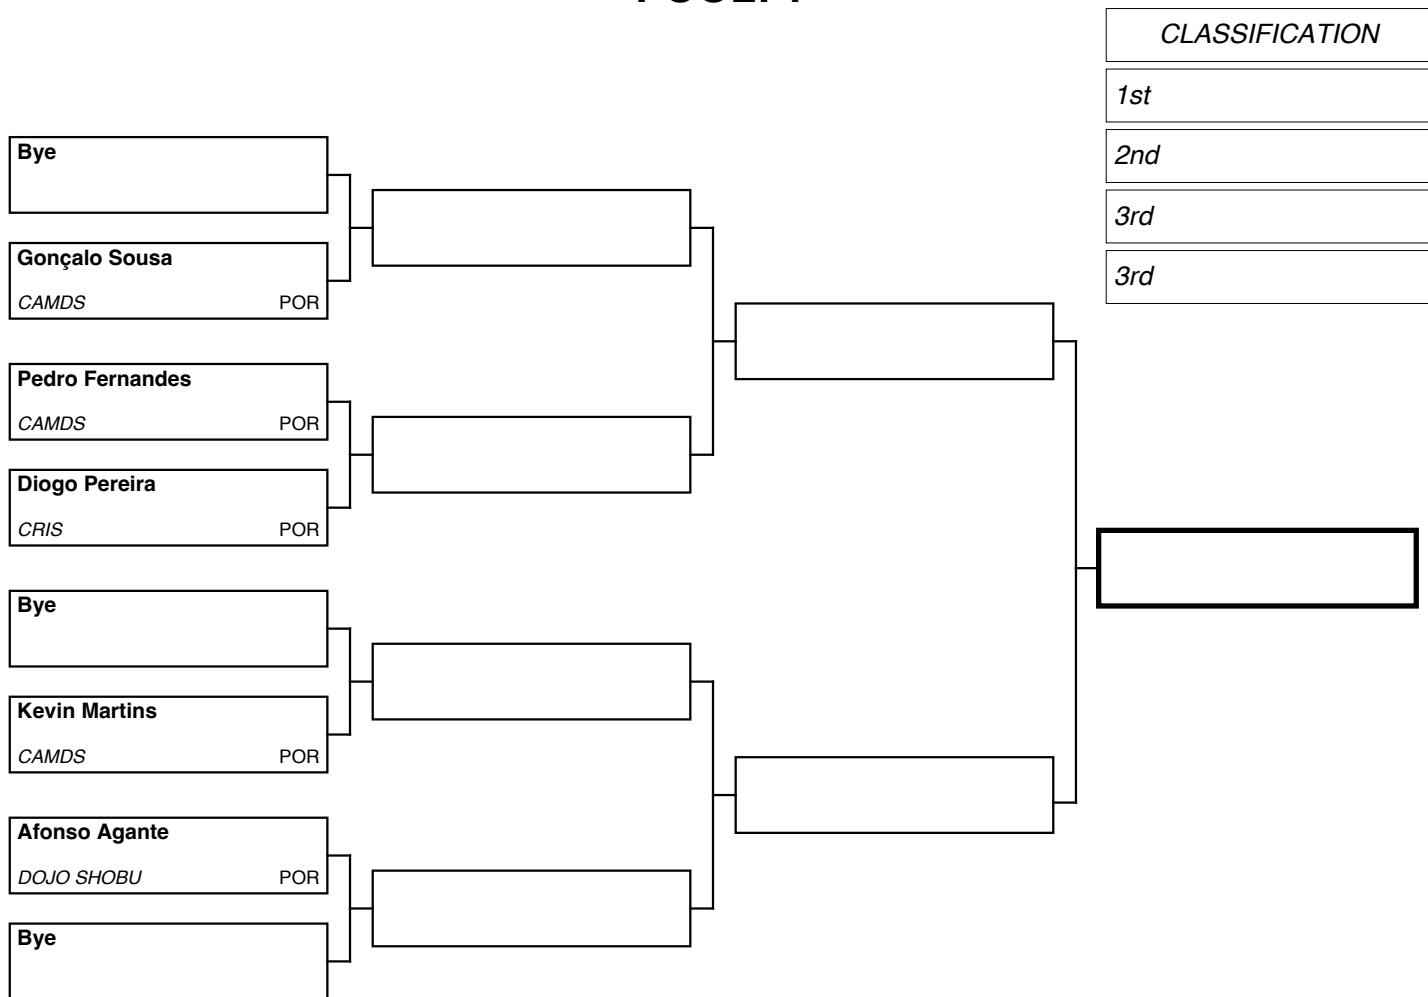 CLASSIFICATION
1st
2nd
3rd
3rd
Bye
Gonçalo Sousa
CAMDS POR
Pedro Fernandes
CAMDS POR
Diogo Pereira
CRIS POR
Bye
Kevin Martins
CAMDS POR
Afonso Agante
DOJO SHOBU POR
Bye